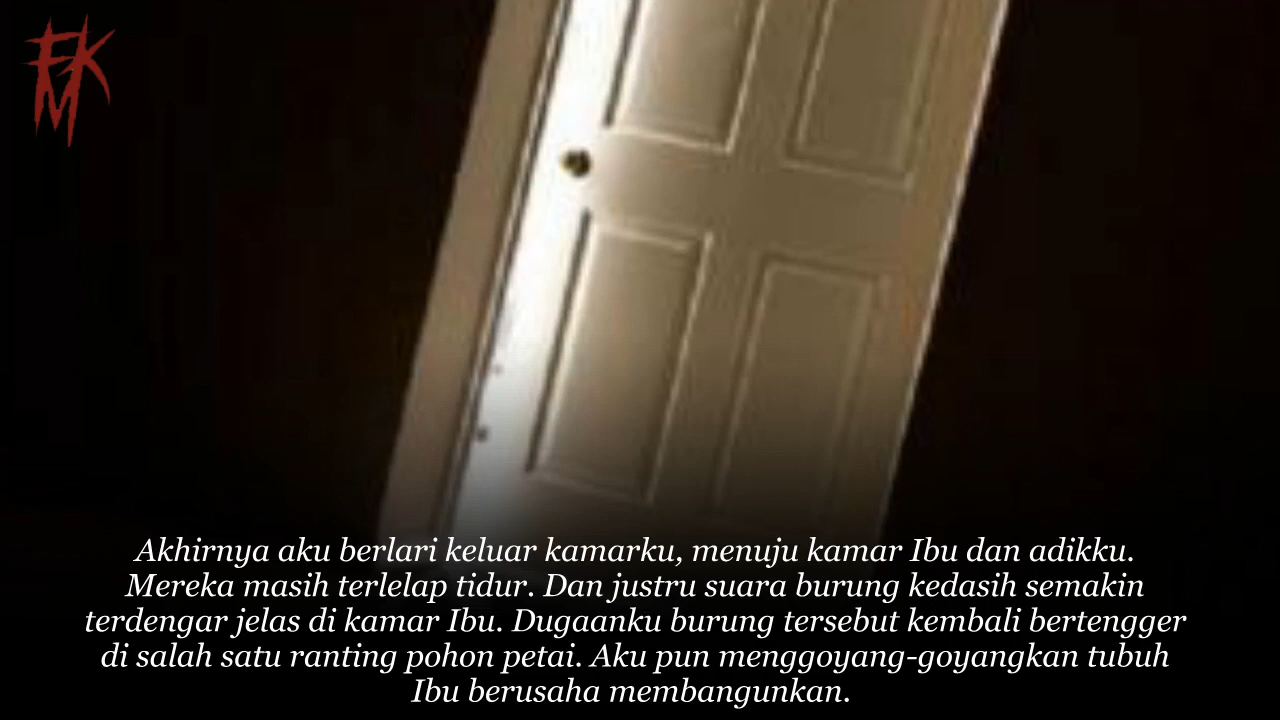 FKM
Akhirnya aku berlari keluar kamarku, menuju kamar Ibu dan adikku.
Mereka masih terlelap tidur. Dan justru suara burung kedasih semakin
terdengar jelas di kamar Ibu. Dugaanku burung tersebut kembali bertengger
di salah satu ranting pohon petai. Aku pun menggoyang-goyangkan tubuh
Ibu berusaha membangunkan.